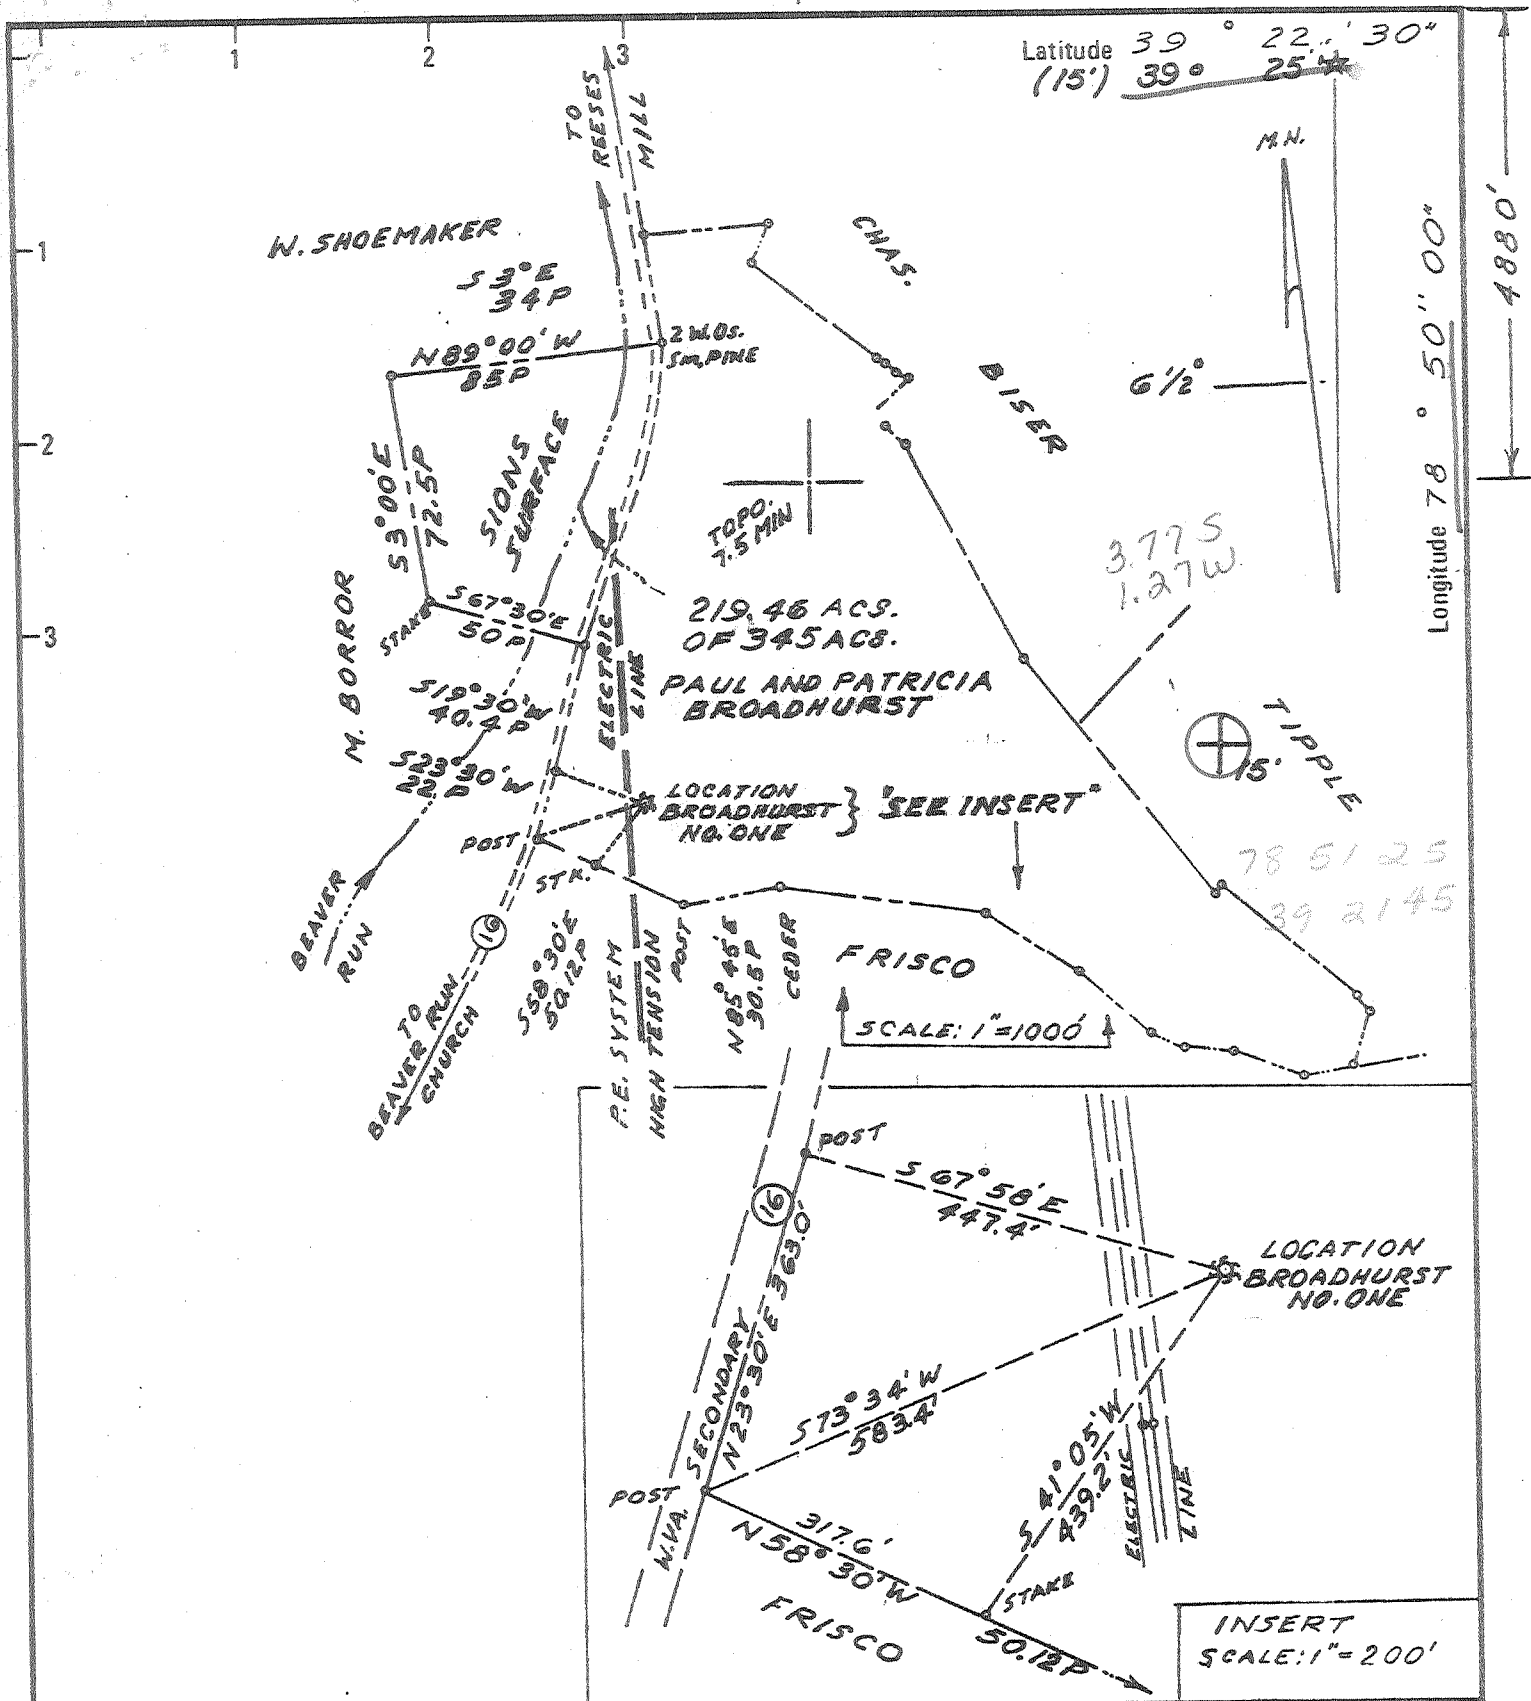 1
2
3
Latitude 39 ° 22' 30"
(15') 39° 25'
4880'
Longitude 78 ° 50'' 00"
M.N.
6 1/2°
TO
REESES
MILL
W. SHOEMAKER
CHAS.
BISER
TIPPLE
1
2
3
S 3° E
34 P
N 89° 00' W
85 P
2 W.Os.
Sm, PINE
S 3° 00' E
72.5 P
SIONS
SURFACE
TOPO.
7.5 MIN
3.77 S
1.27 W.
STAKE
S 67° 30' E
50 P
219.46 ACS.
OF 345 ACS.
M. BORROR
ELECTRIC
LINE
PAUL AND PATRICIA
BROADHURST
S 19° 30' W
40.4 P
S 23° 30' W
22. P
15'
LOCATION
BROADHURST
NO. ONE
"SEE INSERT"
POST
STK.
78 51 25
39 21 45
BEAVER
RUN
16
TO
BEAVER RUN
CHURCH
S 58° 30' E
50.12 P
P.E. SYSTEM
HIGH TENSION
POST
N 85° 45' E
30.5 P
CEDER
FRISCO
SCALE: 1"=1000'
POST
16
S 67° 58' E
447.4'
LOCATION
BROADHURST
NO. ONE
W.VA. SECONDARY
N 23° 30' E 363.0'
S 73° 34' W
583.4'
S 41° 05' W
439.2'
ELECTRIC
LINE
POST
317.6'
N 58° 30' W
STAKE
50.12 P
FRISCO
INSERT
SCALE: 1"=200'